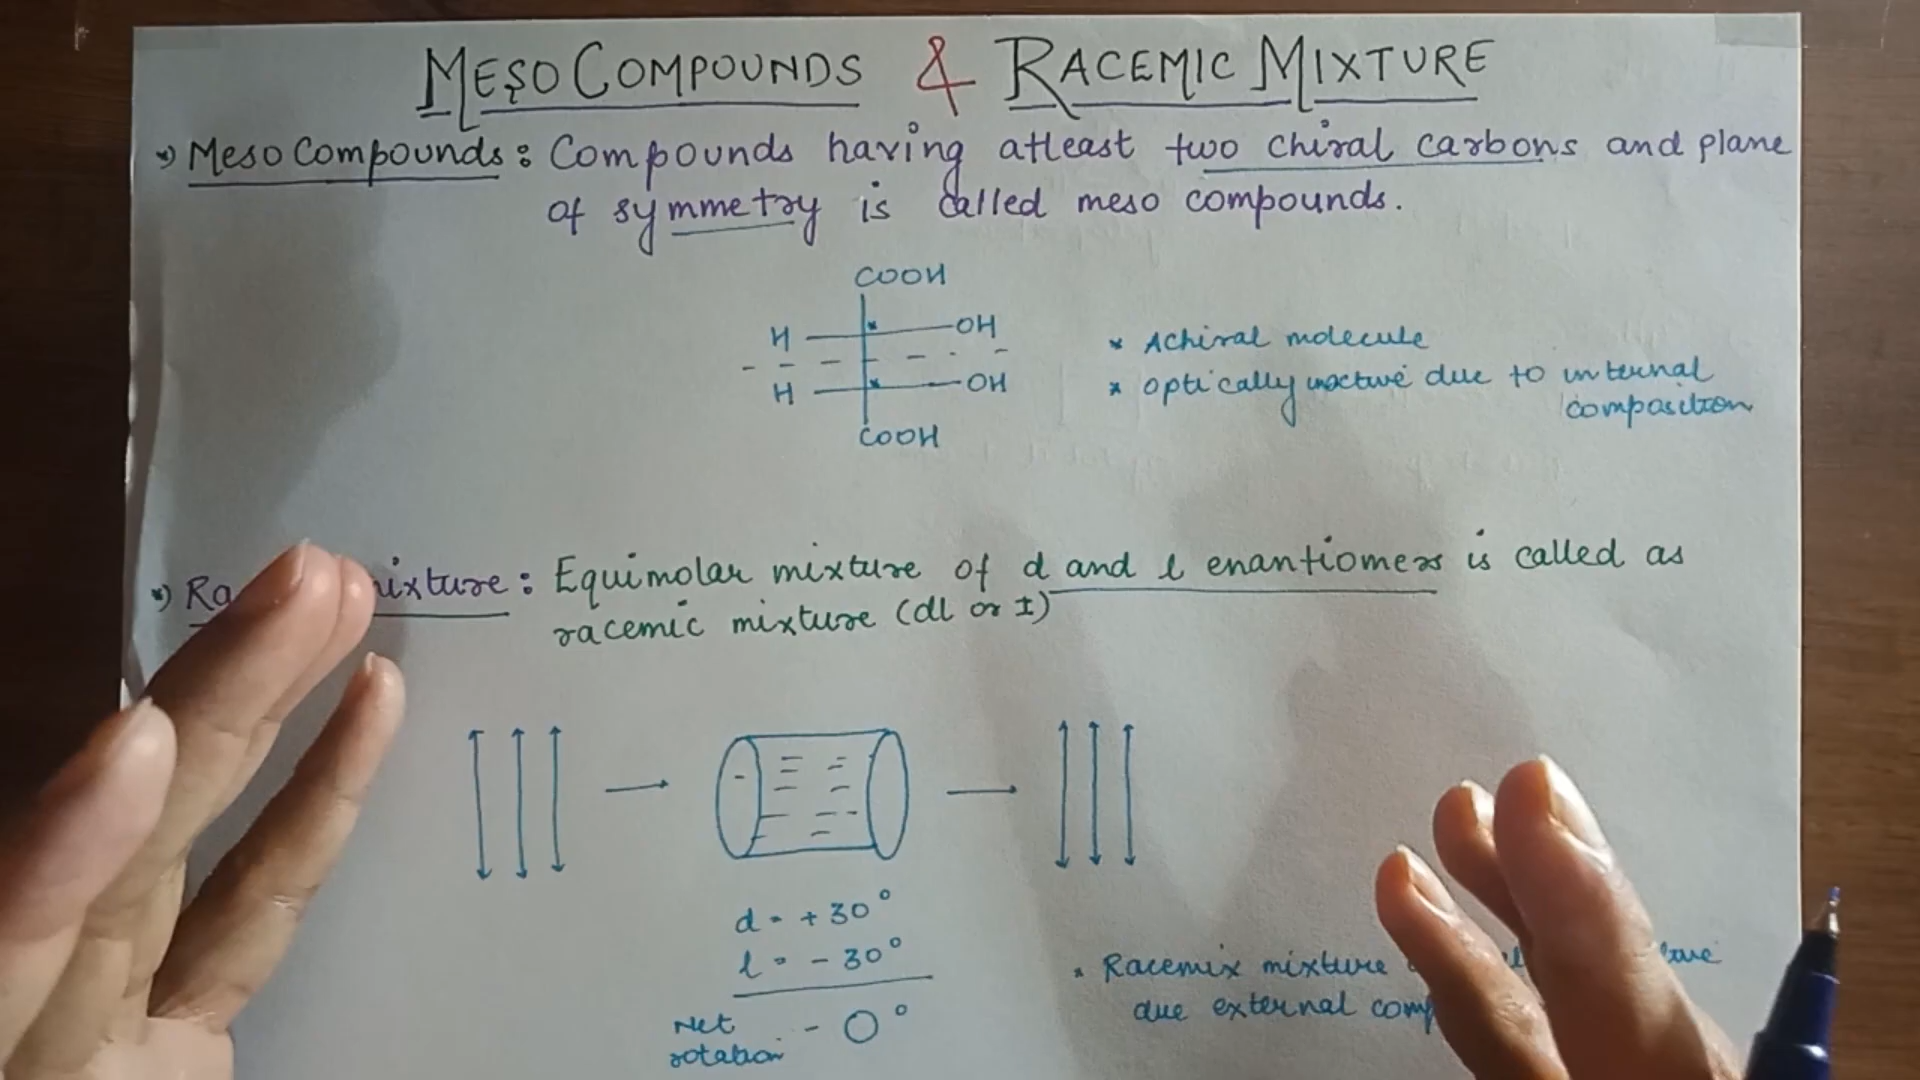 MESO COMPOUNDS & RACEMIC MIXTURE
Meso Compounds: Compounds having atleast two chiral carbons and plane
of symmetry is called meso compounds.
COOH
H OH
H OH
COOH
* Achiral molecule
* optically inactive due to internal
composition
mixture: Equimolar mixture of d and l enantiomers is called as
racemic mixture (dl or ±)
d = +30°
l = -30°
Net - 0°
rotation
* Racemix mixture
due external